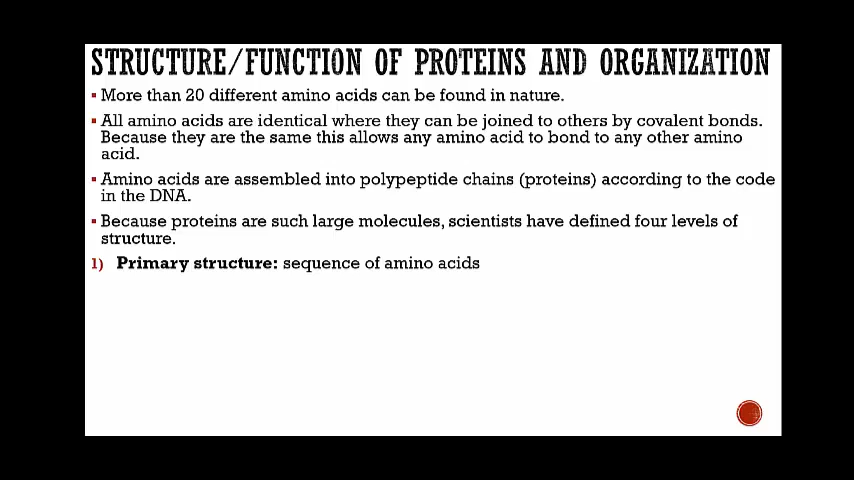 STRUCTURE/FUNCTION OF PROTEINS AND ORGANIZATION
▪ More than 20 different amino acids can be found in nature.
▪ All amino acids are identical where they can be joined to others by covalent bonds.
Because they are the same this allows any amino acid to bond to any other amino
acid.
▪ Amino acids are assembled into polypeptide chains (proteins) according to the code
in the DNA.
▪ Because proteins are such large molecules, scientists have defined four levels of
structure.
1) Primary structure: sequence of amino acids